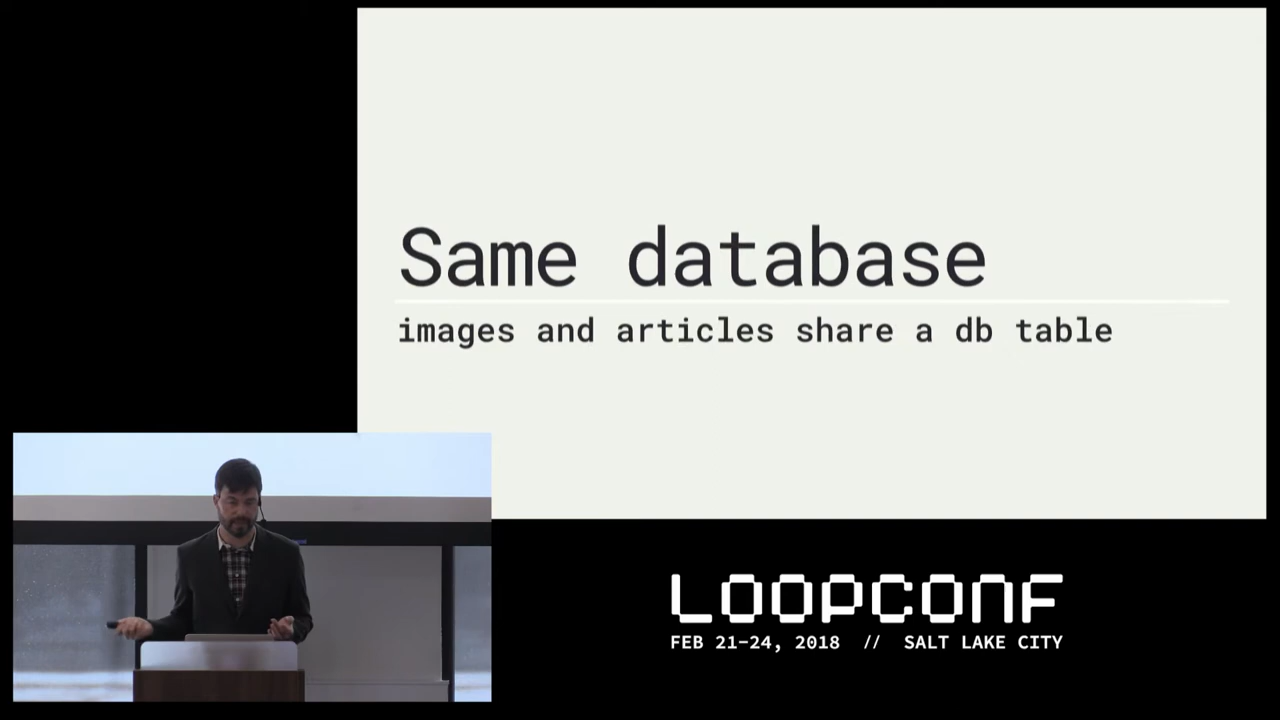 Same database
images and articles share a db table
LOOPCONF
FEB 21-24, 2018 // SALT LAKE CITY